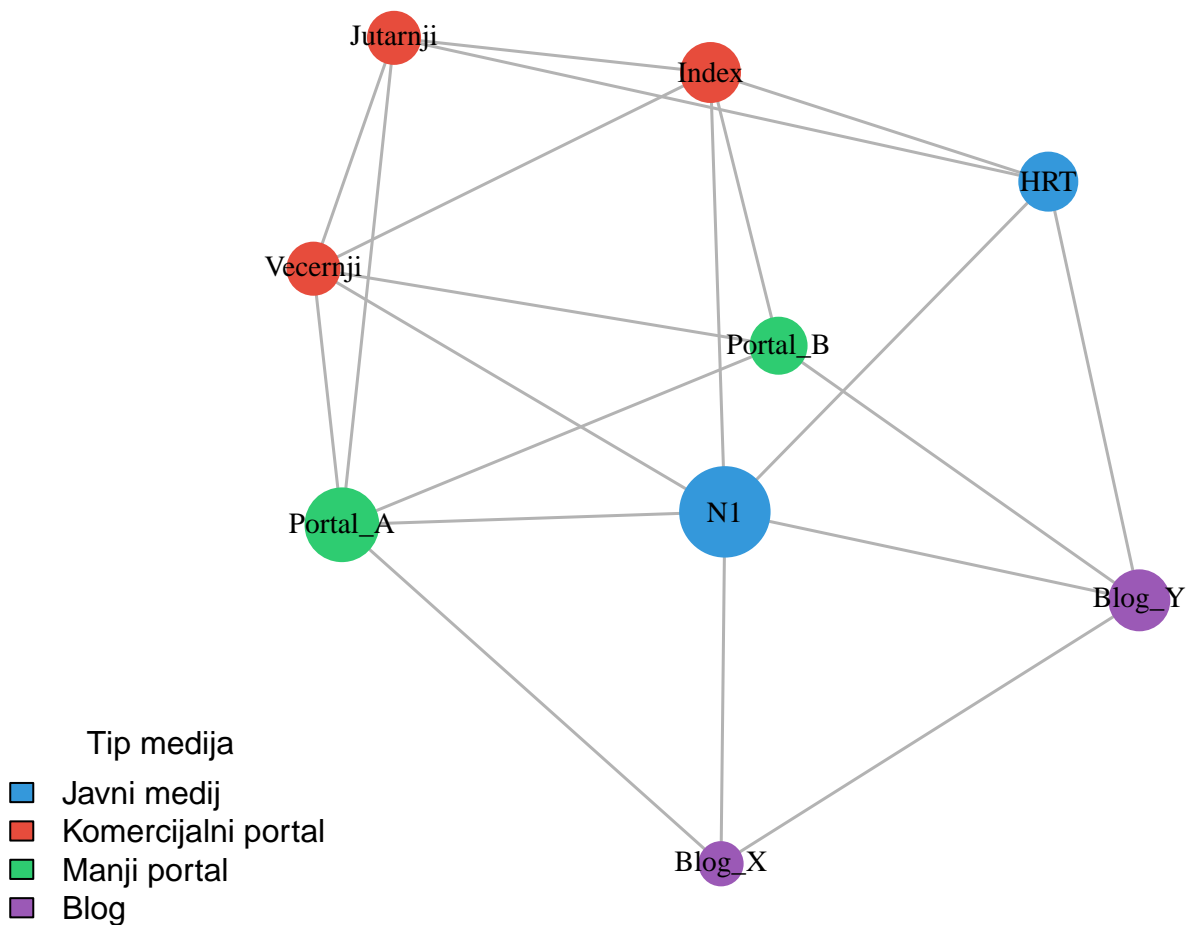 Jutarnji
Index
HRT
Vecernji
Portal_B
Portal_A
N1
Blog_Y
Blog_X
Tip medija
Javni medij
Komercijalni portal
Manji portal
Blog